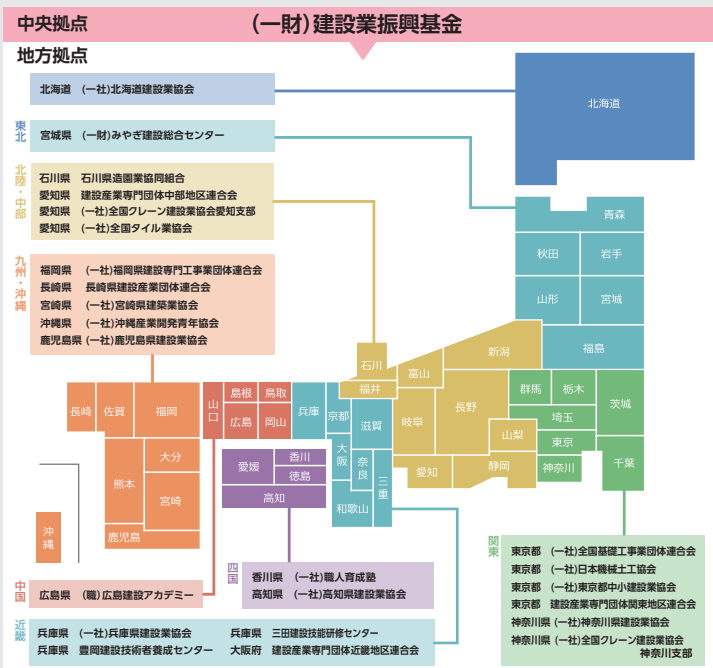 中央拠点 (一財)建設業振興基金
地方拠点
北海道 (一社)北海道建設業協会
東北
宮城県 (一財)みやぎ建設総合センター
北陸・中部
石川県 石川県造園業協同組合
愛知県 建設産業専門団体中部地区連合会
愛知県 (一社)全国クレーン建設業協会愛知支部
愛知県 (一社)全国タイル業協会
九州・沖縄
福岡県 (一社)福岡県建設専門工事業団体連合会
長崎県 長崎県建設産業団体連合会
宮崎県 (一社)宮崎県建築業協会
沖縄県 (一社)沖縄産業開発青年協会
鹿児島県 (一社)鹿児島県建設業協会
北海道
青森
秋田 岩手
山形 宮城
福島
新潟
石川
富山
福井
長野
岐阜
山梨
愛知
静岡
群馬 栃木
茨城
埼玉
東京
神奈川
千葉
長崎
佐賀
福岡
大分
熊本
宮崎
鹿児島
沖縄
山口
島根 鳥取
広島 岡山
兵庫
京都
滋賀
大阪
奈良
三重
和歌山
愛媛
香川
徳島
高知
中国
広島県 (職)広島建設アカデミー
四国
香川県 (一社)職人育成塾
高知県 (一社)高知県建設業協会
近畿
兵庫県 (一社)兵庫県建設業協会 兵庫県 三田建設技能研修センター
兵庫県 豊岡建設技術者養成センター 大阪府 建設産業専門団体近畿地区連合会
関東
東京都 (一社)全国基礎工事業団体連合会
東京都 (一社)日本機械土工協会
東京都 (一社)東京都中小建設業協会
東京都 建設産業専門団体関東地区連合会
神奈川県 (一社)神奈川県建設業協会
神奈川県 (一社)全国クレーン建設業協会
神奈川支部